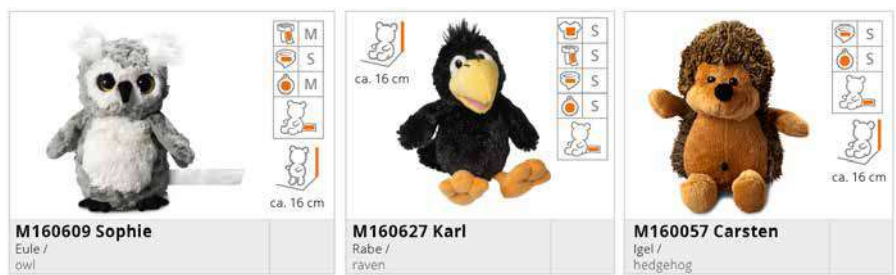 M
S
M
ca. 16 cm
M160609 Sophie
Eule /
owl
ca. 16 cm
S
S
S
S
M160627 Karl
Rabe /
raven
S
S
ca. 16 cm
M160057 Carsten
Igel /
hedgehog